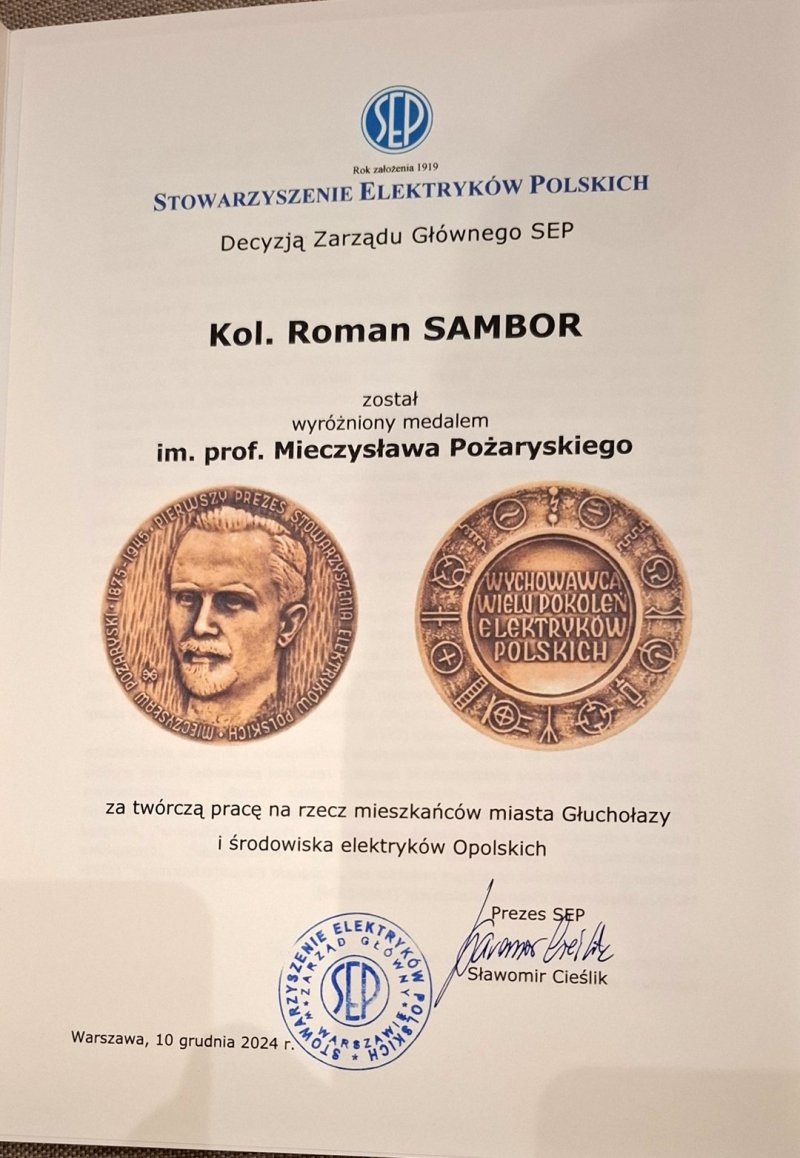 SEP
Rok założenia 1919
STOWARZYSZENIE ELEKTRYKÓW POLSKICH
Decyzją Zarządu Głównego SEP
Kol. Roman SAMBOR
został
wyróżniony medalem
im. prof. Mieczysława Pożaryskiego
MIECZYSŁAW POŻARYSKI • 1875-1945 • PIERWSZY PREZES STOWARZYSZENIA ELEKTRYKÓW POLSKICH •
WYCHOWAWCA
WIELU POKOLEŃ
ELEKTRYKÓW
POLSKICH
za twórczą pracę na rzecz mieszkańców miasta Głuchołazy
i środowiska elektryków Opolskich
Prezes SEP
Sławomir Cieślik
Sławomir Cieślik
STOWARZYSZENIE ELEKTRYKÓW POLSKICH
ZARZĄD GŁÓWNY
SEP
W WARSZAWIE
Warszawa, 10 grudnia 2024 r.